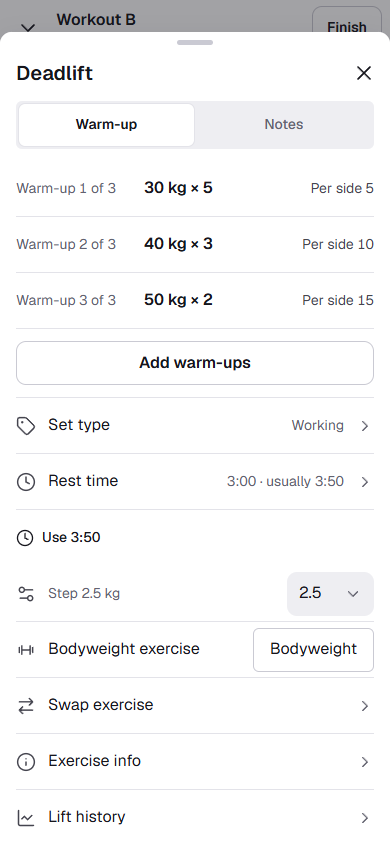 Workout B
Finish
Deadlift
Warm-up
Notes
Warm-up 1 of 3 30 kg × 5 Per side 5
Warm-up 2 of 3 40 kg × 3 Per side 10
Warm-up 3 of 3 50 kg × 2 Per side 15
Add warm-ups
Set type Working
Rest time 3:00 · usually 3:50
Use 3:50
Step 2.5 kg 2.5
Bodyweight exercise Bodyweight
Swap exercise
Exercise info
Lift history